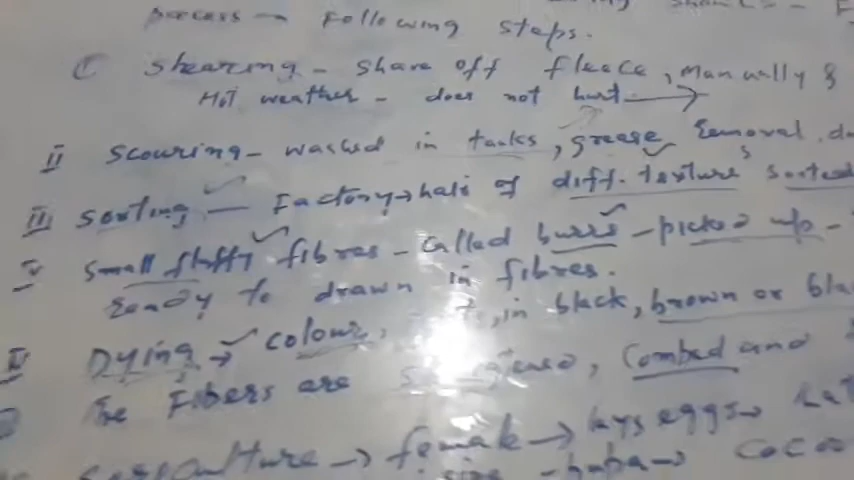 process → Following steps.
I shearing - share off fleece, Manually &
Hot weather - does not hurt →
II scouring - washed in tanks, grease removal.
III sorting — Factory → hair of diff. texture sorted
IV small fluffy fibres - called burrs - picked up -
ready to drawn in fibres.
V Dying → colour, in black, brown or
The Fibers are , Combed and
→ female → lays eggs →